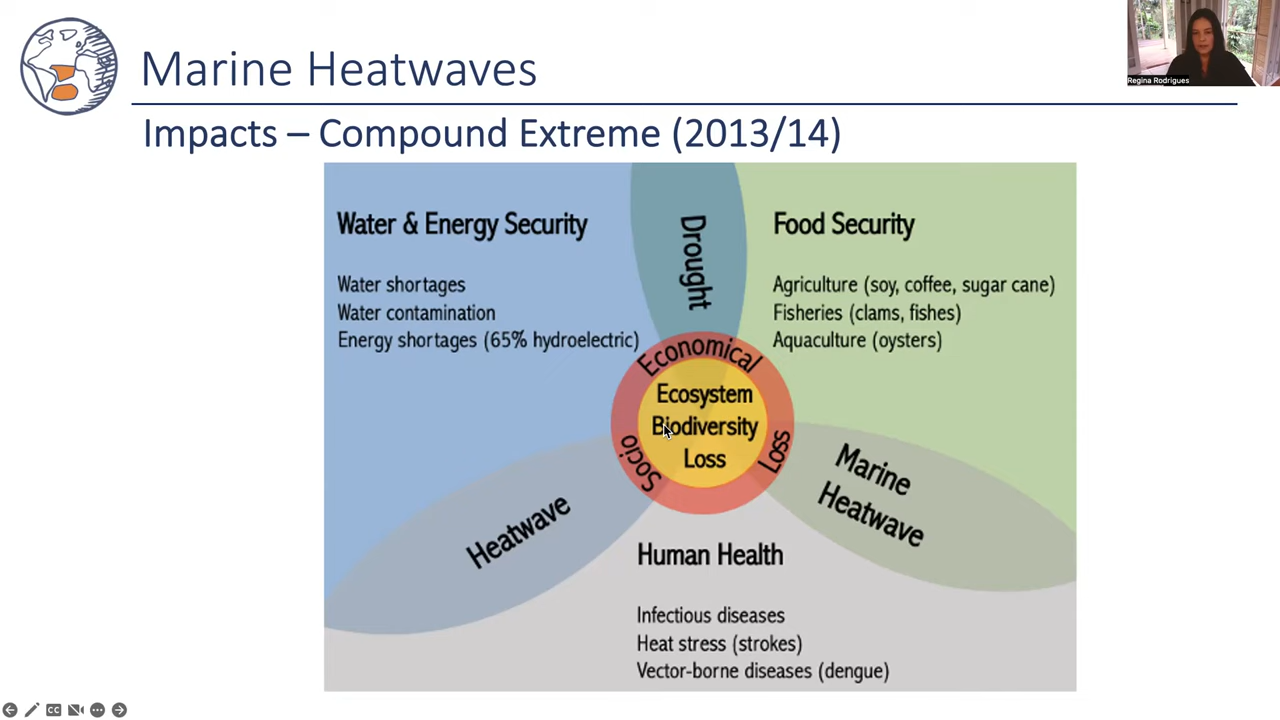 Marine Heatwaves
Regina Rodrigues
Impacts – Compound Extreme (2013/14)
Water & Energy Security
Water shortages
Water contamination
Energy shortages (65% hydroelectric)
Drought
Food Security
Agriculture (soy, coffee, sugar cane)
Fisheries (clams, fishes)
Aquaculture (oysters)
Socio
Economical
Loss
Ecosystem
Biodiversity
Loss
Heatwave
Marine
Heatwave
Human Health
Infectious diseases
Heat stress (strokes)
Vector-borne diseases (dengue)
CC